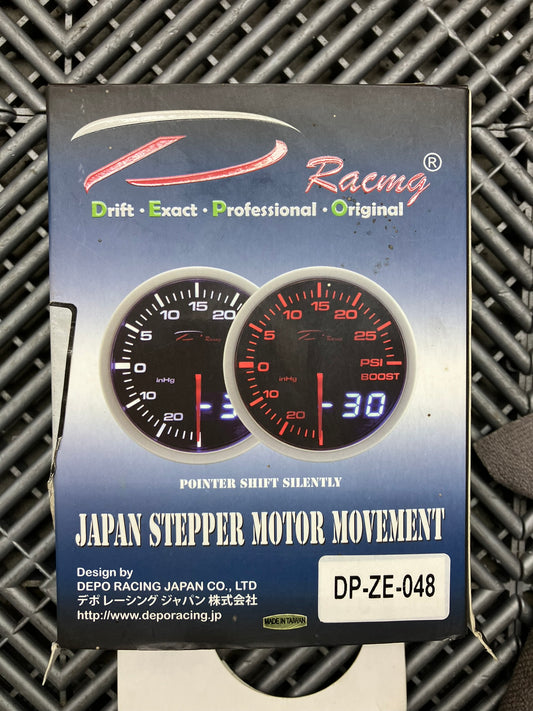 D Racing®
Drift · Exact · Professional · Original
5 10 15 20
0
inHg
10
20
-3
D Racing
5 10 15 20 25
0
PSI
inHg
BOOST
10
20
-30
POINTER SHIFT SILENTLY
JAPAN STEPPER MOTOR MOVEMENT
Design by
DEPO RACING JAPAN CO., LTD
デポ レーシング ジャパン 株式会社
http://www.deporacing.jp
MADE IN TAIWAN
DP-ZE-048